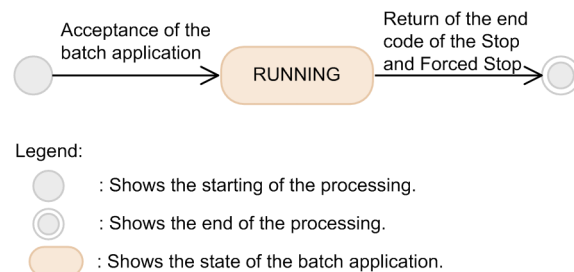 Acceptance of the
batch application
RUNNING
Return of the end
code of the Stop
and Forced Stop
Legend:
: Shows the starting of the processing.
: Shows the end of the processing.
: Shows the state of the batch application.